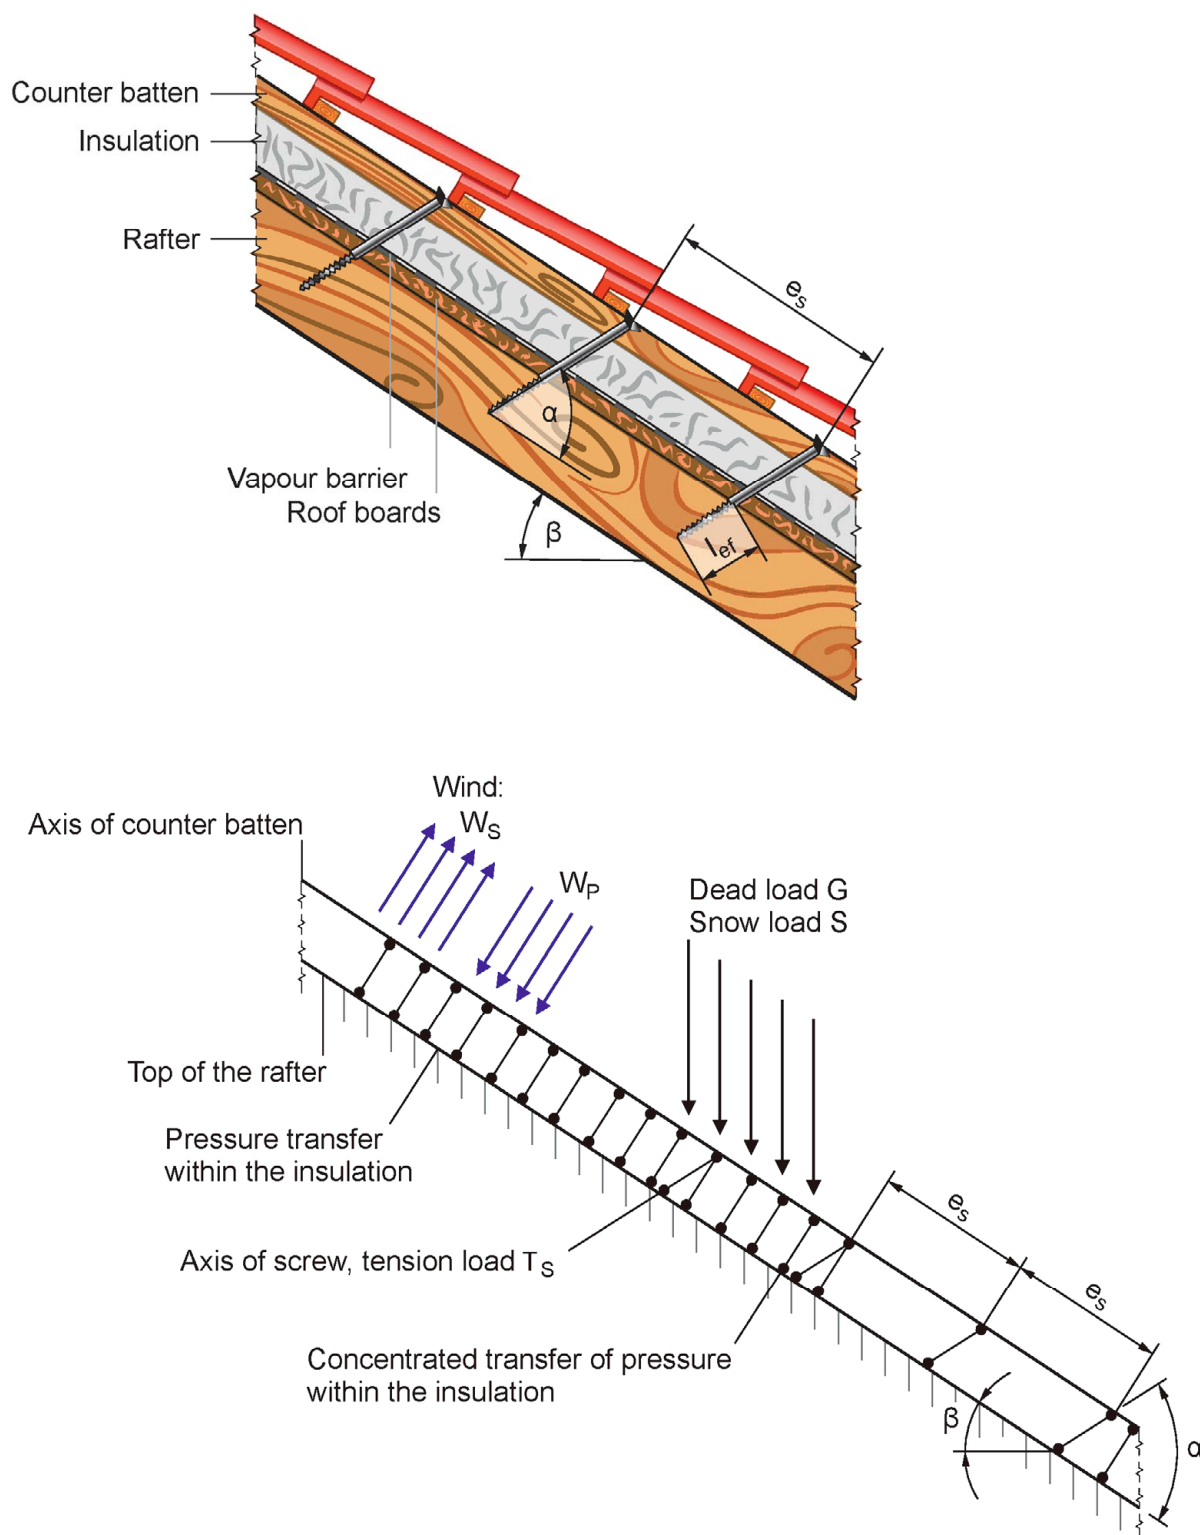 Counter batten
Insulation
Rafter
e_s
α
Vapour barrier
Roof boards
β
l_ef
Wind:
W_S
Axis of counter batten
W_P
Dead load G
Snow load S
Top of the rafter
Pressure transfer
within the insulation
e_s
Axis of screw, tension load T_S
e_s
Concentrated transfer of pressure
within the insulation
β
α